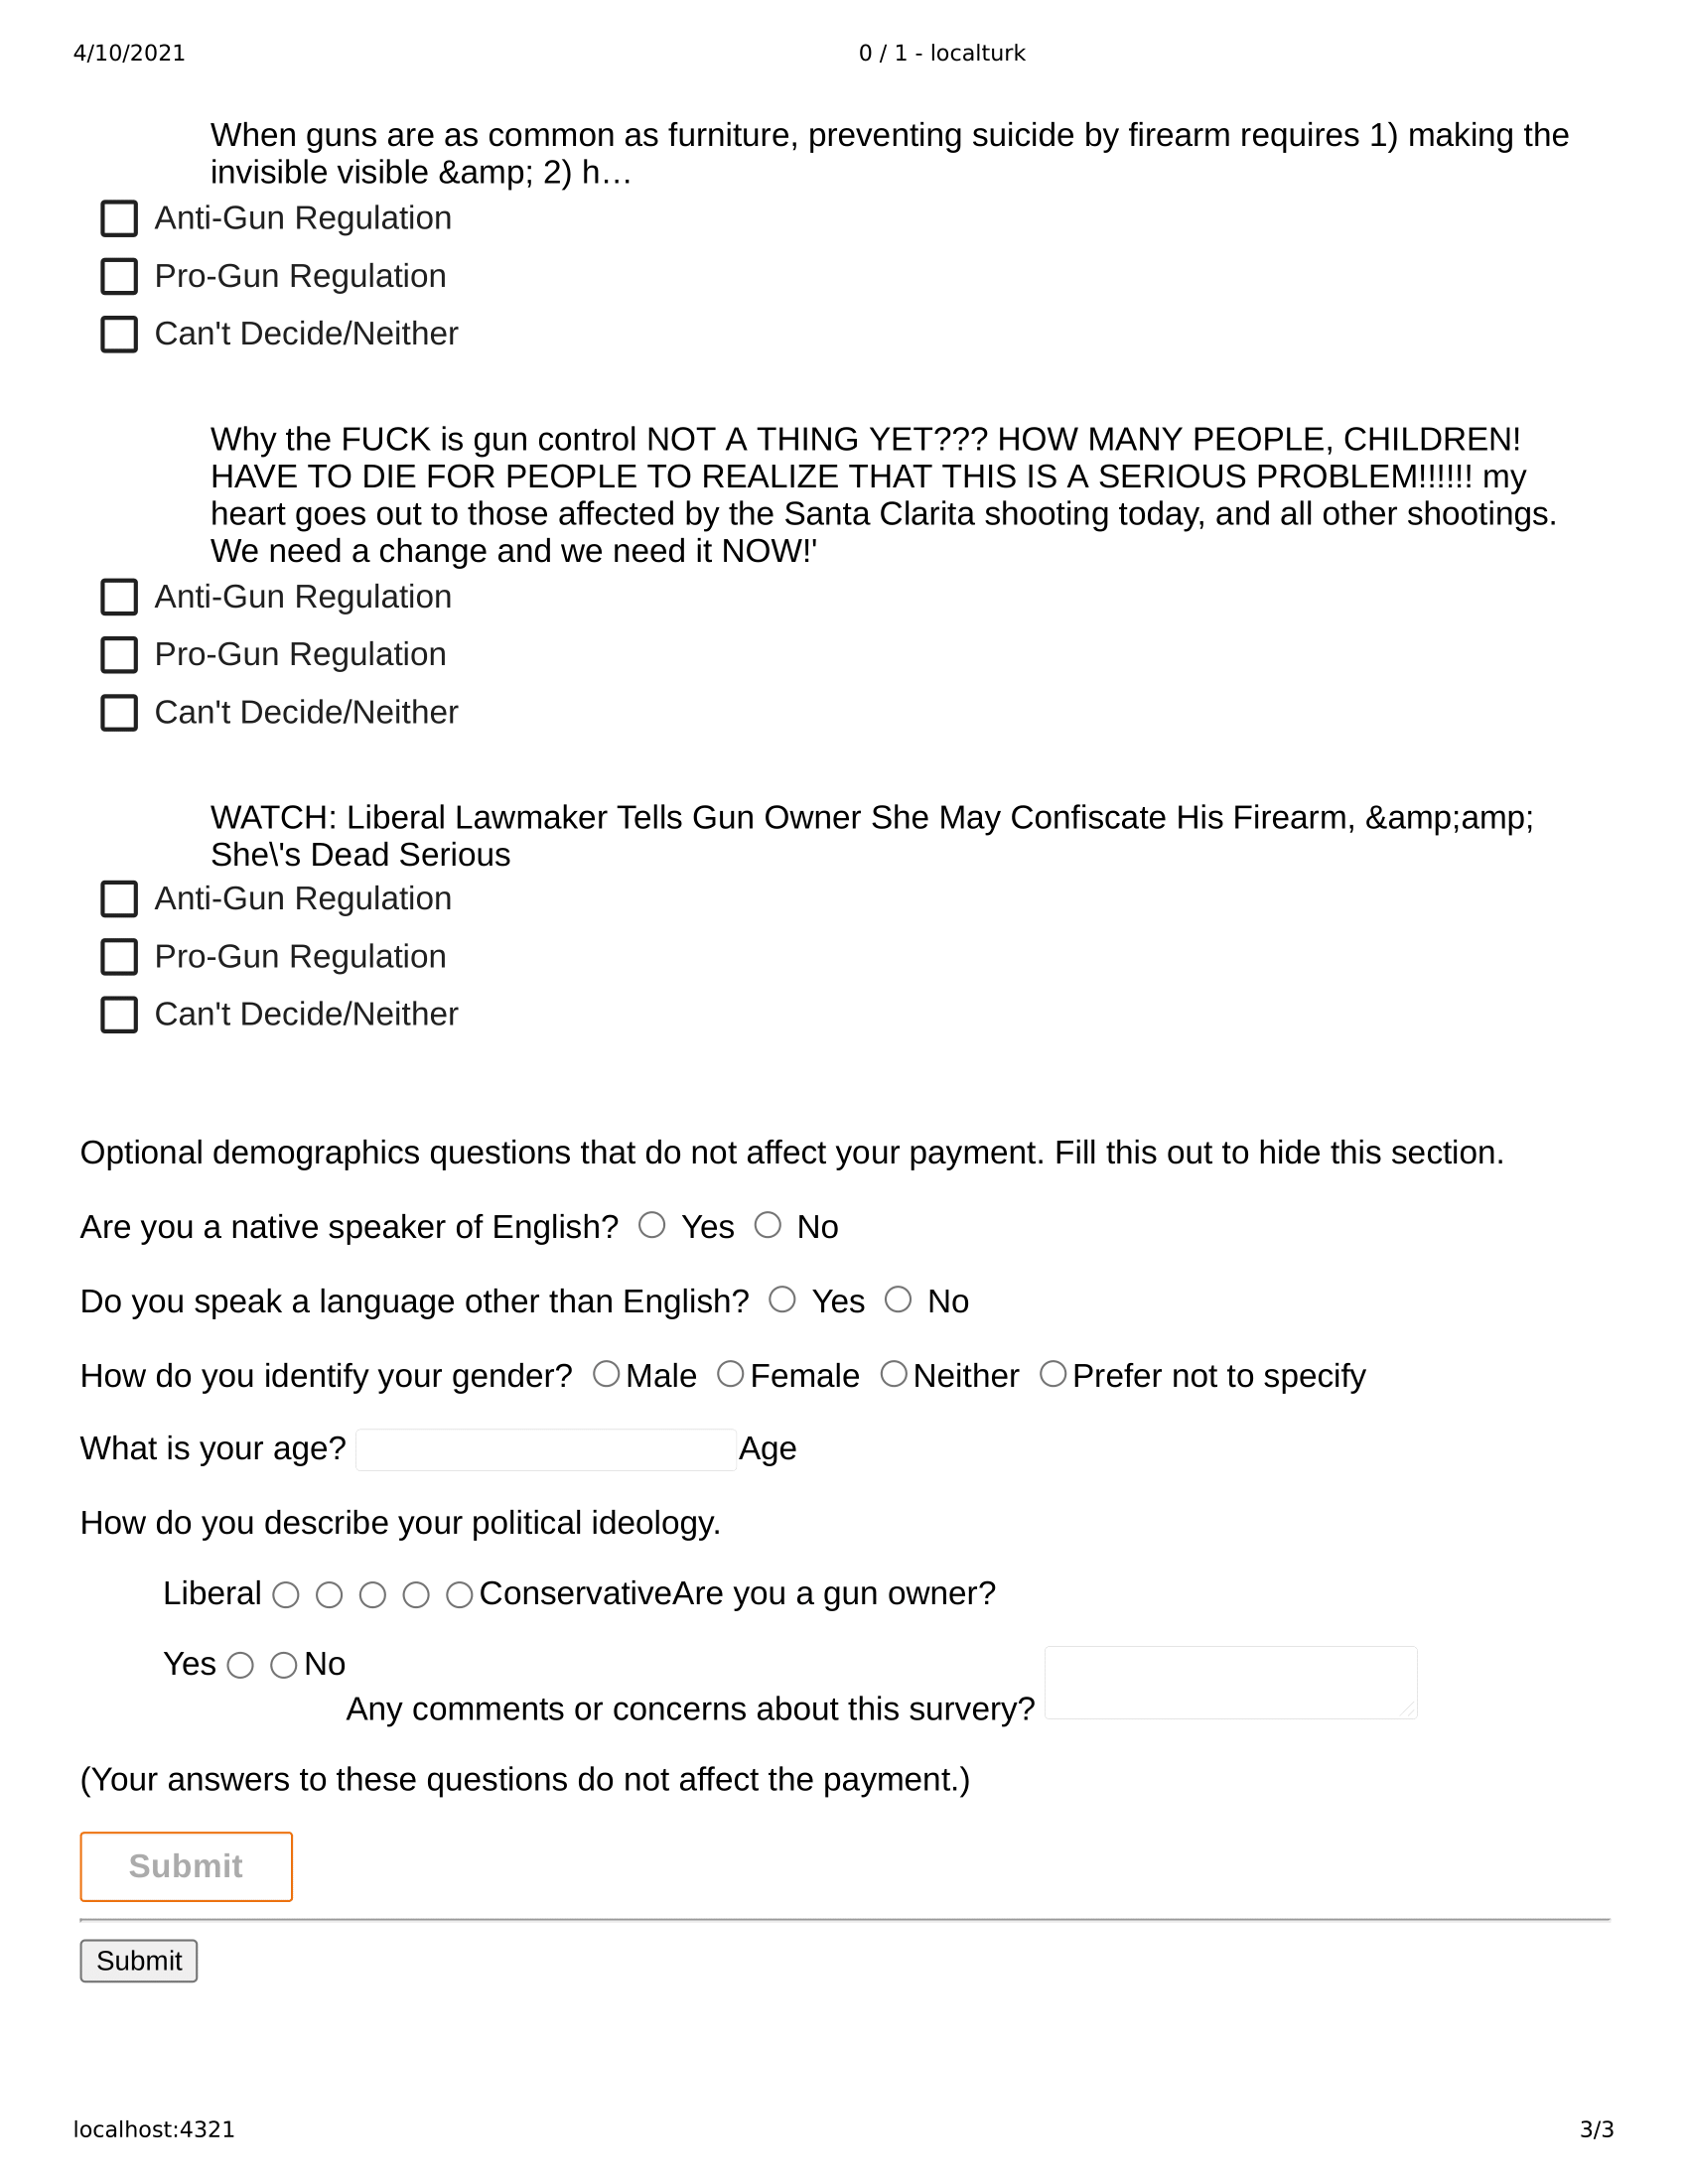 4/10/2021 0 / 1 - localturk
When guns are as common as furniture, preventing suicide by firearm requires 1) making the
invisible visible &amp; 2) h…
Anti-Gun Regulation
Pro-Gun Regulation
Can't Decide/Neither
Why the FUCK is gun control NOT A THING YET??? HOW MANY PEOPLE, CHILDREN!
HAVE TO DIE FOR PEOPLE TO REALIZE THAT THIS IS A SERIOUS PROBLEM!!!!!! my
heart goes out to those affected by the Santa Clarita shooting today, and all other shootings.
We need a change and we need it NOW!'
Anti-Gun Regulation
Pro-Gun Regulation
Can't Decide/Neither
WATCH: Liberal Lawmaker Tells Gun Owner She May Confiscate His Firearm, &amp;amp;
She\'s Dead Serious
Anti-Gun Regulation
Pro-Gun Regulation
Can't Decide/Neither
Optional demographics questions that do not affect your payment. Fill this out to hide this section.
Are you a native speaker of English? Yes No
Do you speak a language other than English? Yes No
How do you identify your gender? Male Female Neither Prefer not to specify
What is your age? Age
How do you describe your political ideology.
Liberal ConservativeAre you a gun owner?
Yes No
Any comments or concerns about this survery?
(Your answers to these questions do not affect the payment.)
Submit
Submit
localhost:4321 3/3